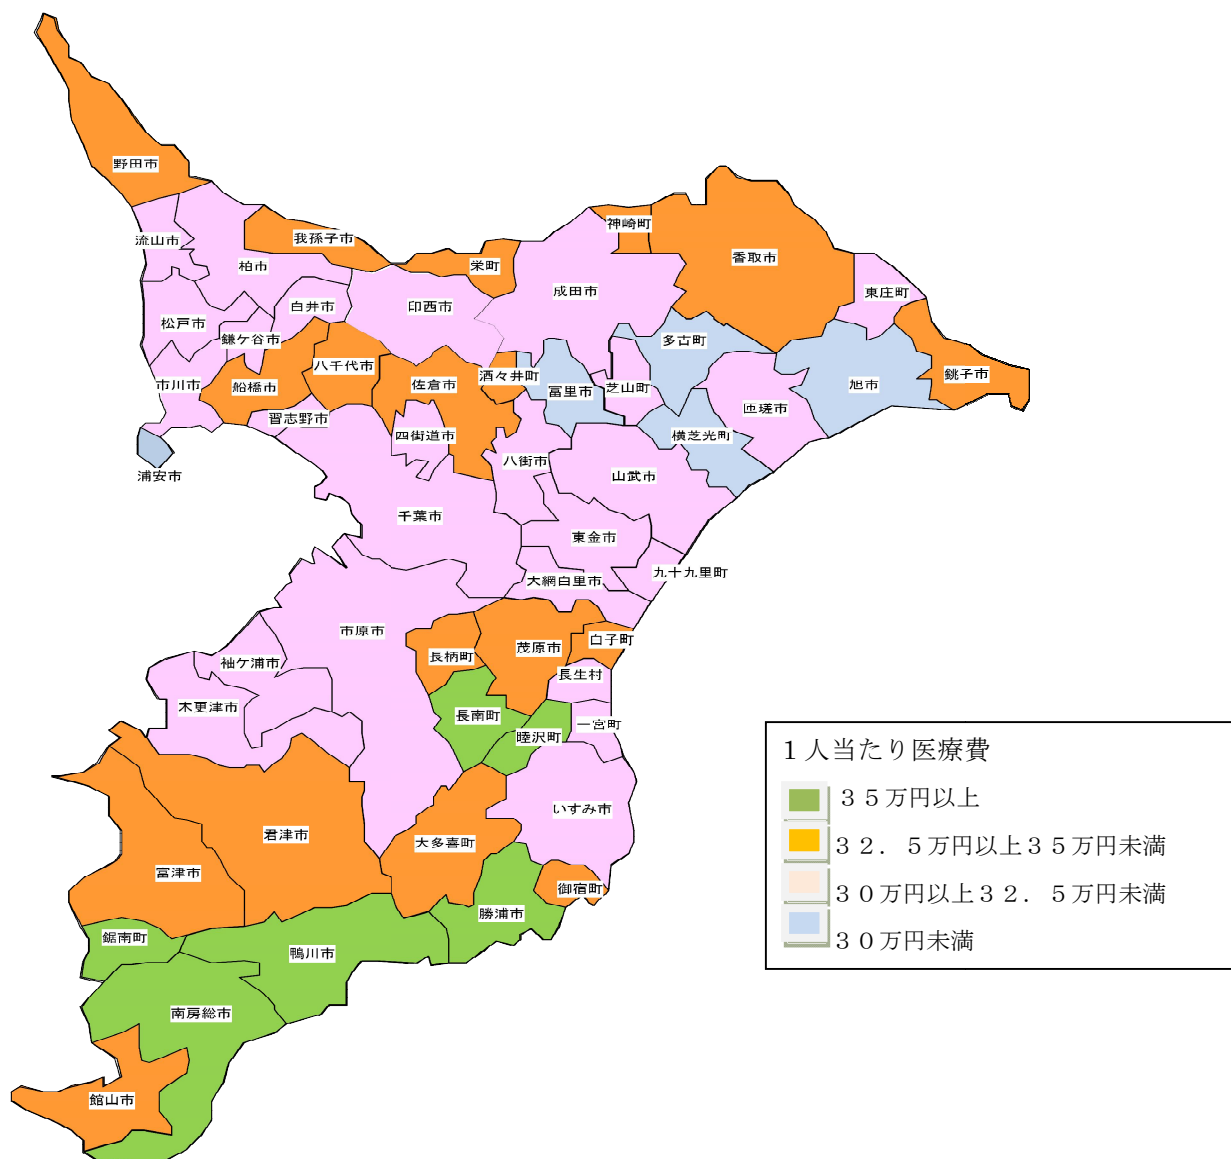 野田市
流山市
柏市
我孫子市
栄町
神崎町
香取市
東庄町
成田市
印西市
白井市
松戸市
鎌ケ谷市
多古町
市川市
船橋市
八千代市
佐倉市
酒々井町
富里市
芝山町
匝瑳市
旭市
銚子市
習志野市
四街道市
横芝光町
浦安市
八街市
山武市
千葉市
東金市
大網白里市
九十九里町
市原市
長柄町
茂原市
白子町
袖ケ浦市
長生村
木更津市
長南町
睦沢町
一宮町
いすみ市
君津市
大多喜町
富津市
御宿町
勝浦市
鋸南町
鴨川市
南房総市
館山市
１人当たり医療費
３５万円以上
３２．５万円以上３５万円未満
３０万円以上３２．５万円未満
３０万円未満